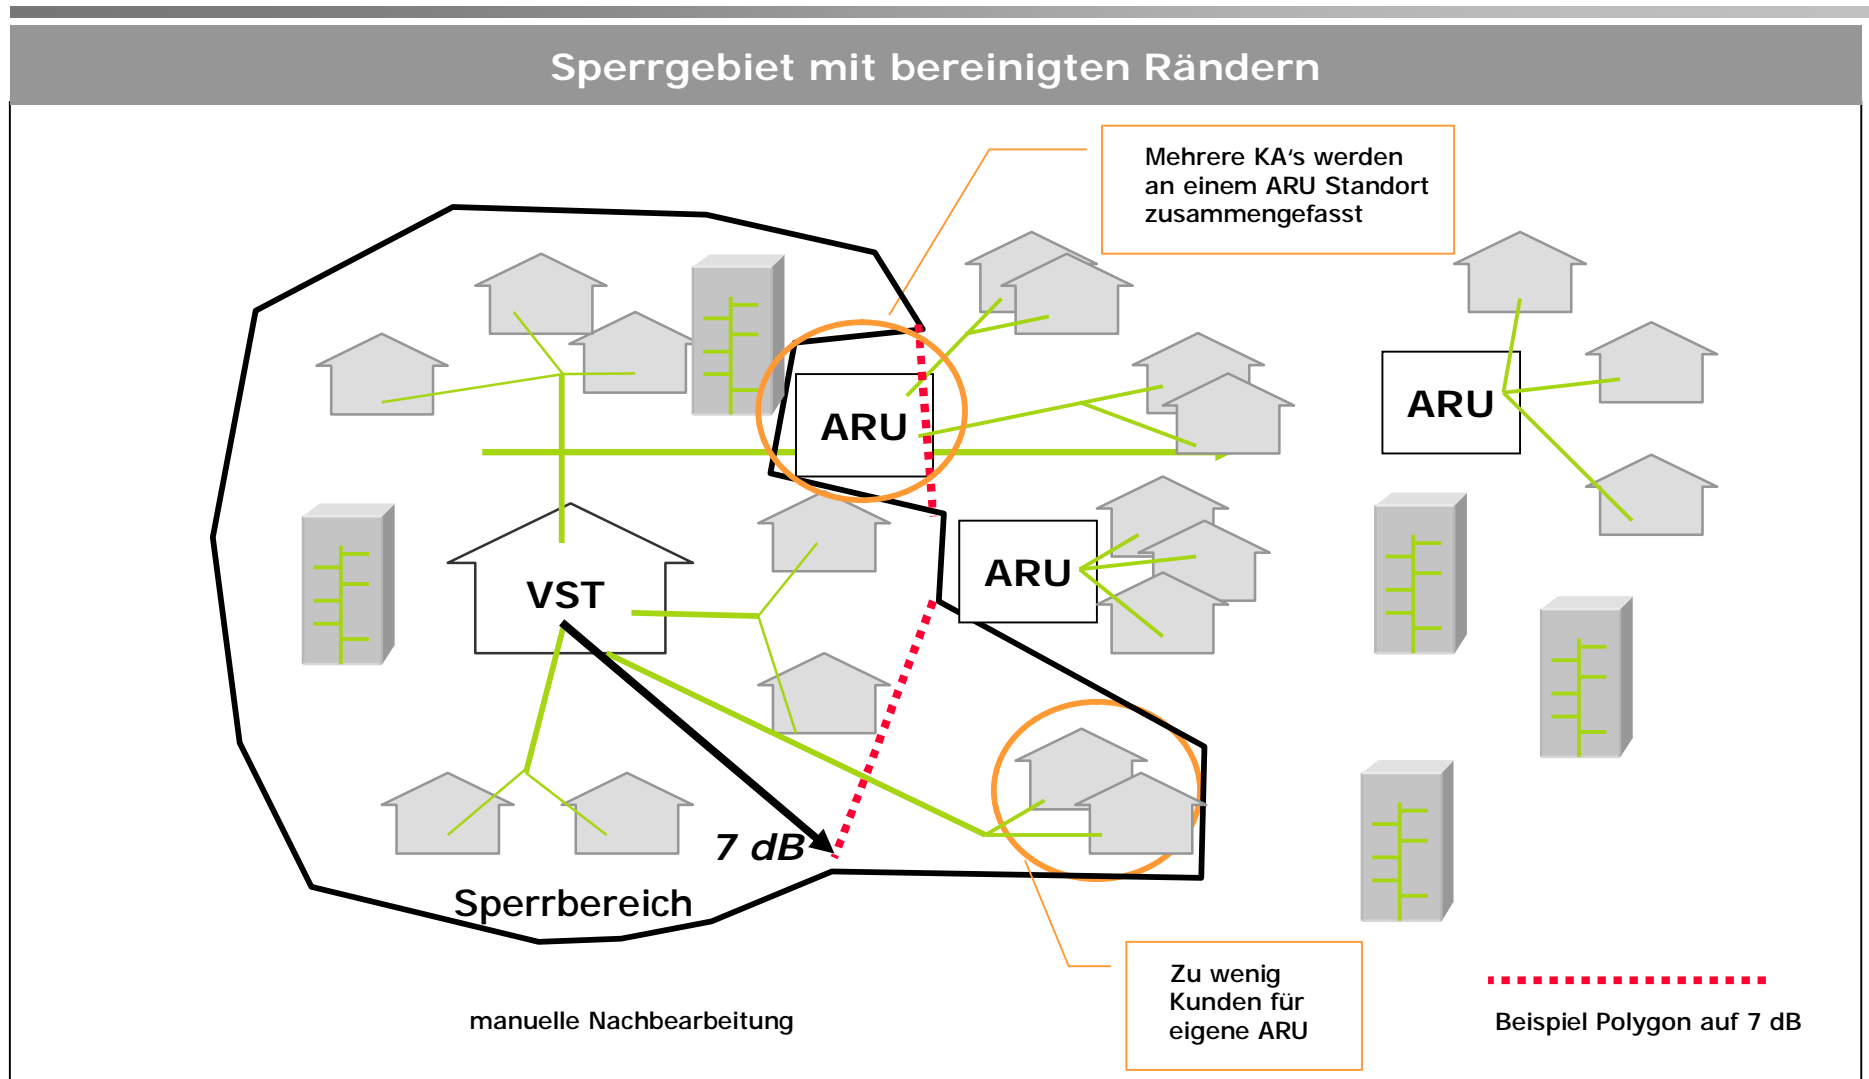 Sperrgebiet mit bereinigten Rändern
Mehrere KA's werden
an einem ARU Standort
zusammengefasst
ARU
ARU
ARU
VST
7 dB
Sperrbereich
Zu wenig
Kunden für
eigene ARU
manuelle Nachbearbeitung
Beispiel Polygon auf 7 dB